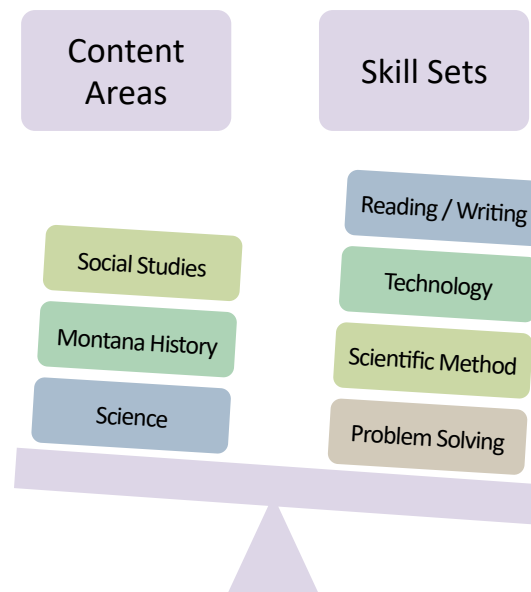 Content
Areas
Skill Sets
Social Studies
Montana History
Science
Reading / Writing
Technology
Scientific Method
Problem Solving